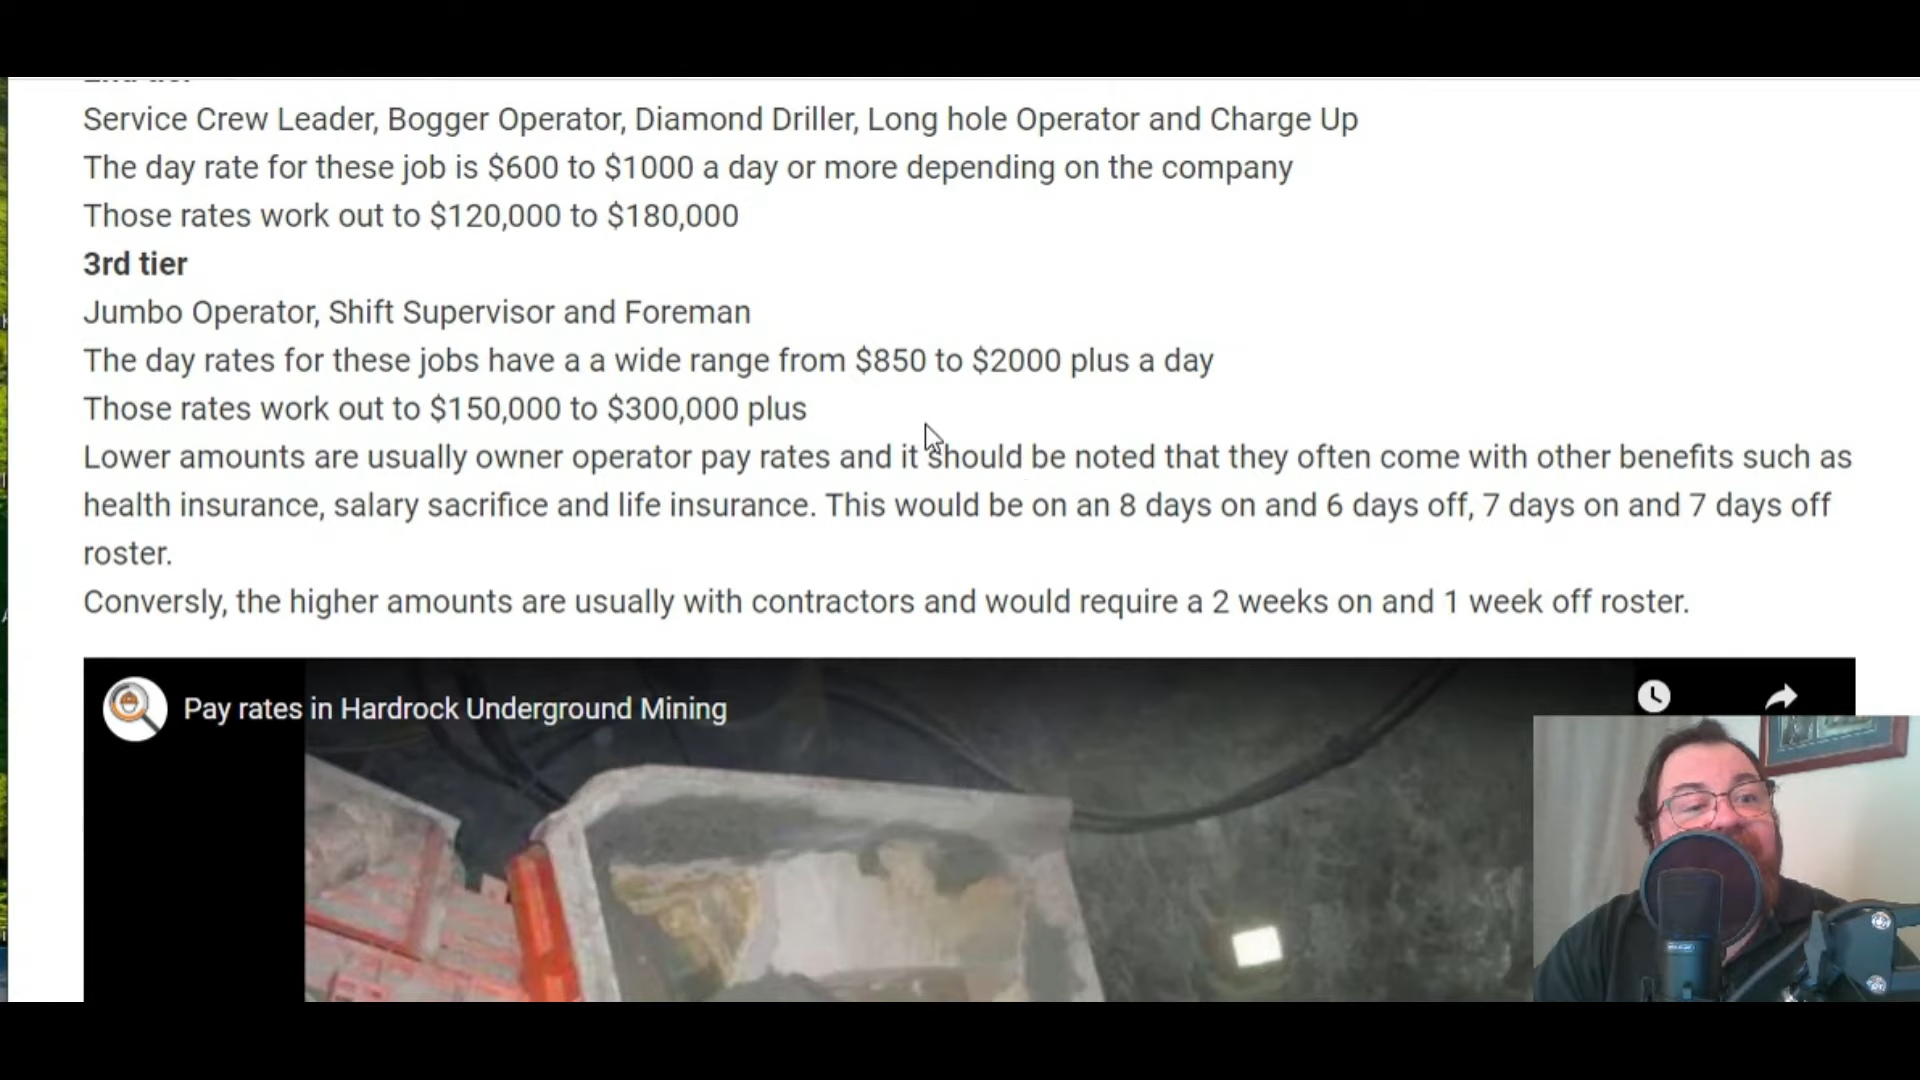 Service Crew Leader, Bogger Operator, Diamond Driller, Long hole Operator and Charge Up
The day rate for these job is $600 to $1000 a day or more depending on the company
Those rates work out to $120,000 to $180,000
3rd tier
Jumbo Operator, Shift Supervisor and Foreman
The day rates for these jobs have a a wide range from $850 to $2000 plus a day
Those rates work out to $150,000 to $300,000 plus
Lower amounts are usually owner operator pay rates and it should be noted that they often come with other benefits such as
health insurance, salary sacrifice and life insurance. This would be on an 8 days on and 6 days off, 7 days on and 7 days off
roster.
Conversly, the higher amounts are usually with contractors and would require a 2 weeks on and 1 week off roster.
Pay rates in Hardrock Underground Mining